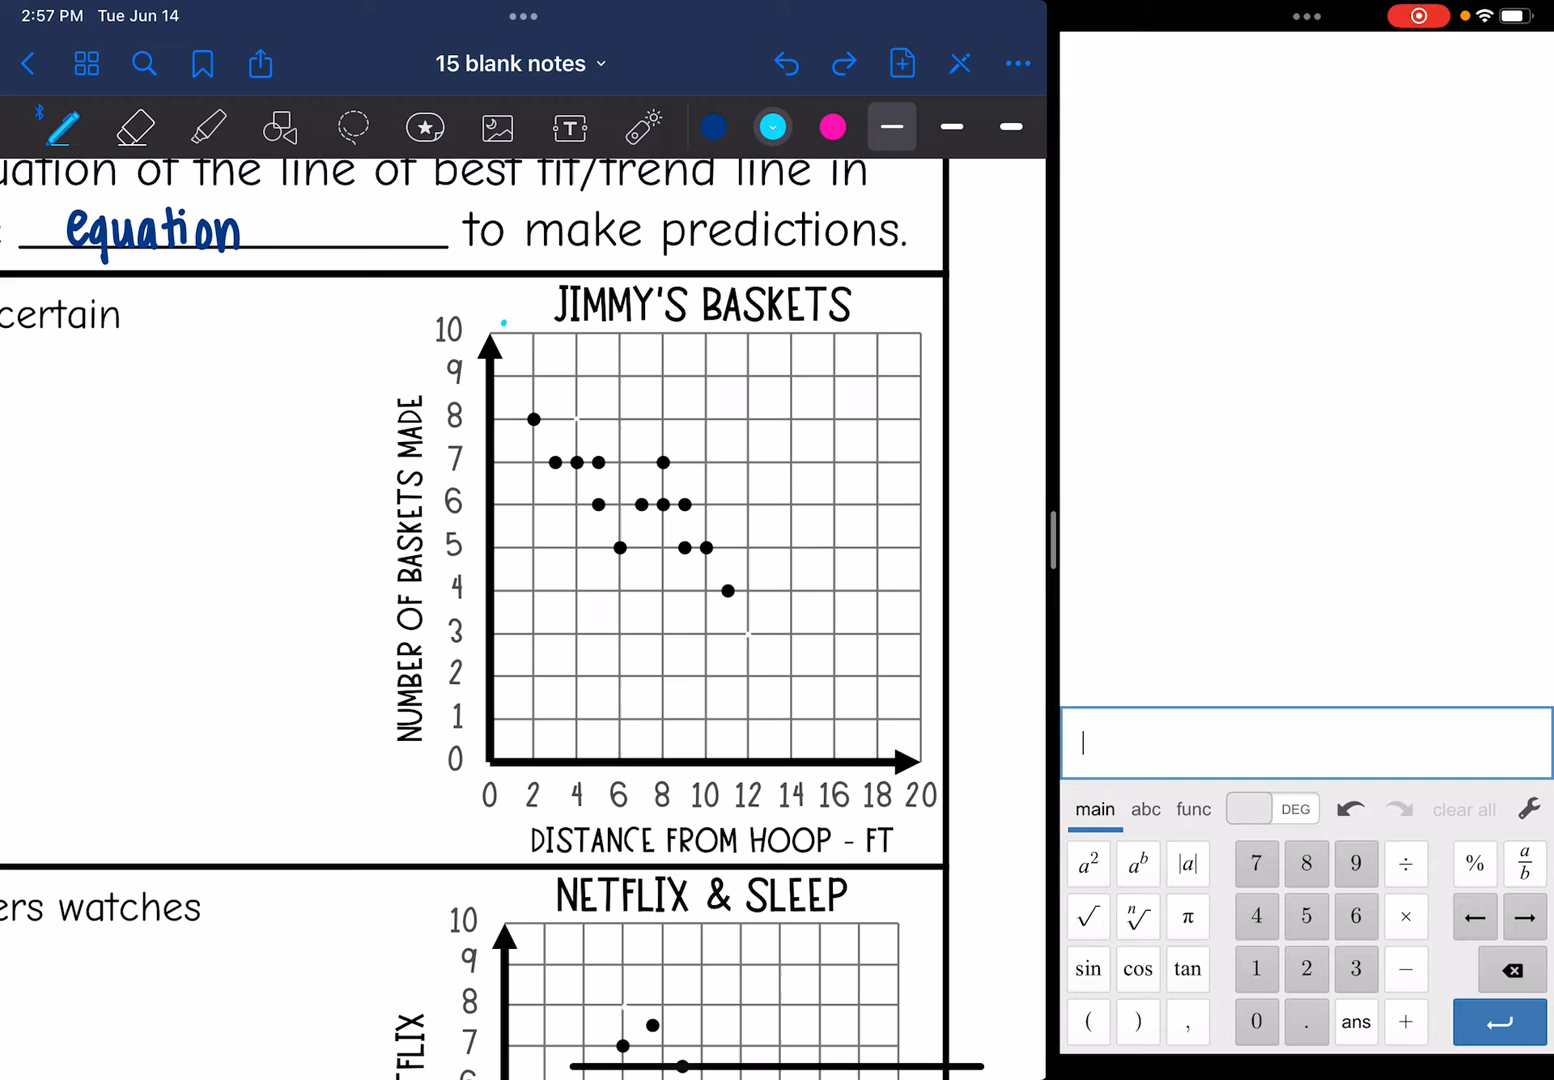 2:57 PM Tue Jun 14
15 blank notes
uation of the line of best fit/trend line in
equation to make predictions.
certain
JIMMY'S BASKETS
NUMBER OF BASKETS MADE
10
9
8
7
6
5
4
3
2
1
0
0 2 4 6 8 10 12 14 16 18 20
DISTANCE FROM HOOP - FT
ers watches
NETFLIX & SLEEP
FLIX
10
9
8
7
main abc func DEG clear all
a² aᵇ |a| 7 8 9 ÷ % a/b
√ ⁿ√ π 4 5 6 × ← →
sin cos tan 1 2 3 −
( ) , 0 . ans +